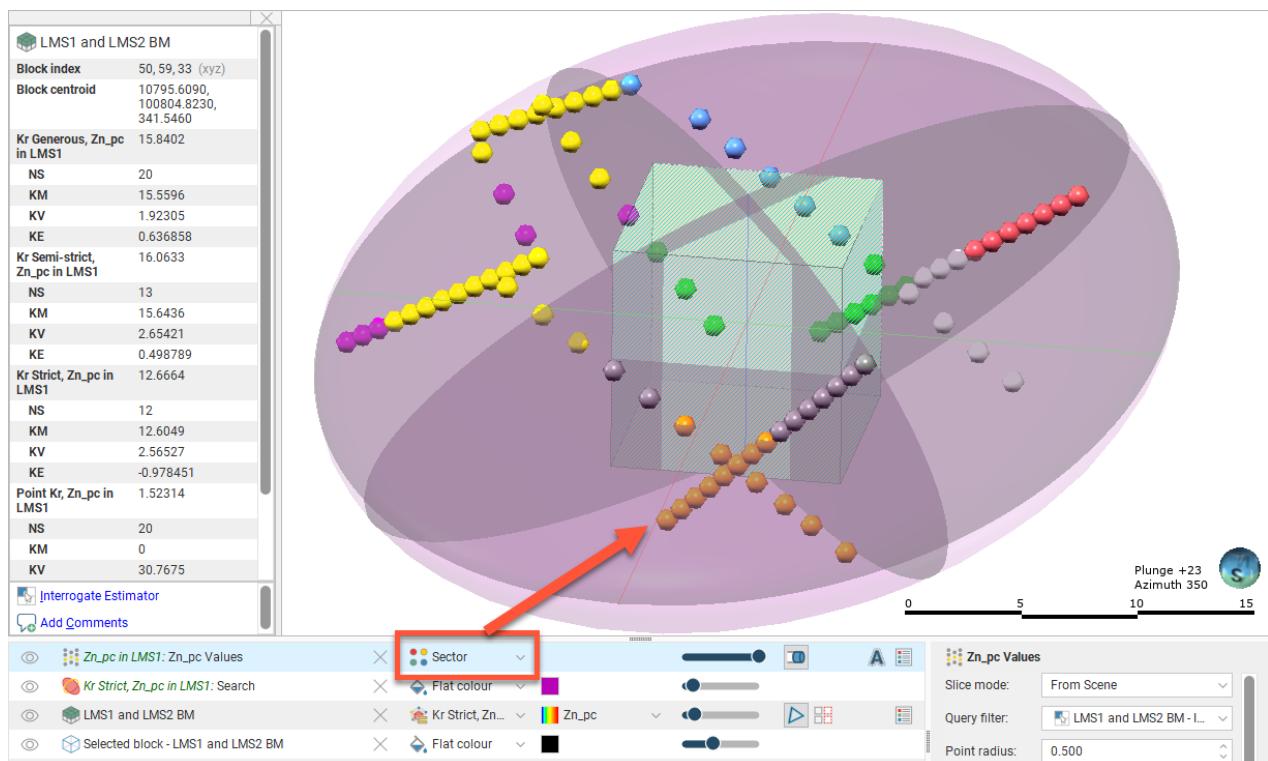 LMS1 and LMS2 BM
Block index 50, 59, 33 (xyz)
Block centroid 10795.6090,
100804.8230,
341.5460
Kr Generous, Zn_pc 15.8402
in LMS1
NS 20
KM 15.5596
KV 1.92305
KE 0.636858
Kr Semi-strict, 16.0633
Zn_pc in LMS1
NS 13
KM 15.6436
KV 2.65421
KE 0.498789
Kr Strict, Zn_pc in 12.6664
LMS1
NS 12
KM 12.6049
KV 2.56527
KE -0.978451
Point Kr, Zn_pc in 1.52314
LMS1
NS 20
KM 0
KV 30.7675
Interrogate Estimator
Add Comments
Plunge +23
Azimuth 350
S
0 5 10 15
Zn_pc in LMS1: Zn_pc Values Sector A
Kr Strict, Zn_pc in LMS1: Search Flat colour
LMS1 and LMS2 BM Kr Strict, Zn... Zn_pc
Selected block - LMS1 and LMS2 BM Flat colour
Zn_pc Values
Slice mode: From Scene
Query filter: LMS1 and LMS2 BM - I...
Point radius: 0.500